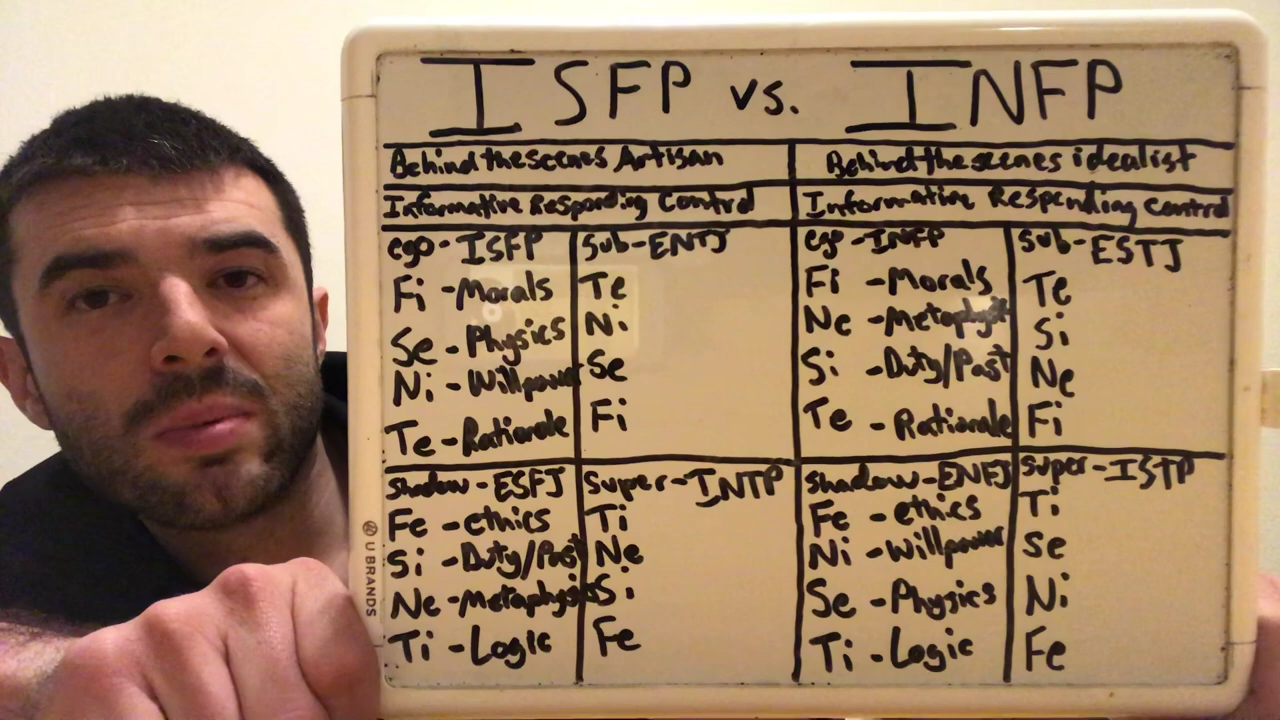 ISFP vs. INFP
Behind the scenes Artisan
Behind the scenes idealist
Informative Responding Control
Informative Responding Control
ego-ISFP
Fi-Morals
Se-Physics
Ni-Willpower
Te-Rationale
sub-ENTJ
Te
Ni
Se
Fi
ego-INFP
Fi-Morals
Ne-Metaphysi
Si-Duty/Past
Te-Rationale
sub-ESTJ
Te
Si
Ne
Fi
shadow-ESFJ
Fe-ethics
Si-Duty/Past
Ne-Metaphysics
Ti-Logic
super-INTP
Ti
Ne
Si
Fe
shadow-ENFJ
Fe-ethics
Ni-Willpower
Se-Physics
Ti-Logic
super-ISTP
Ti
Se
Ni
Fe
U BRANDS